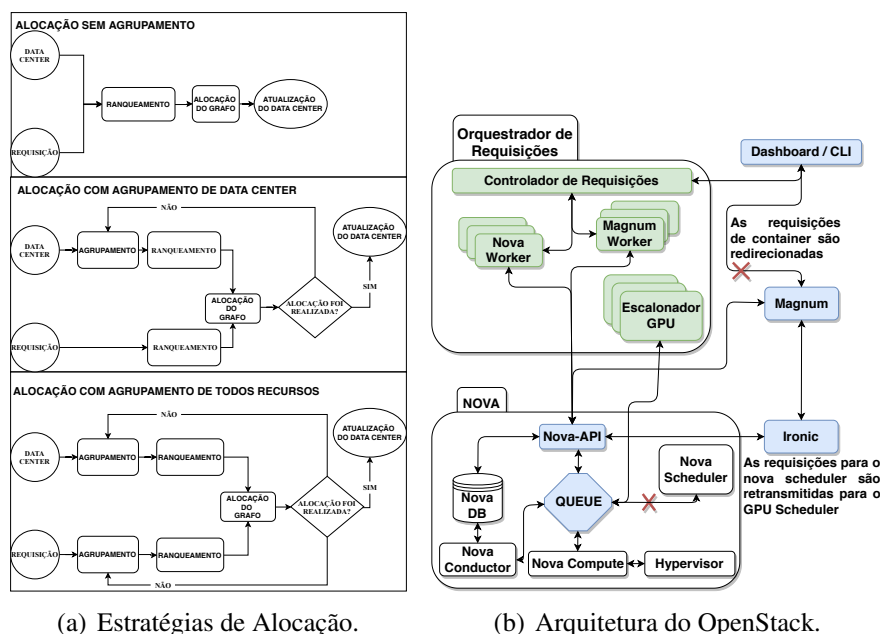 ALOCAÇÃO SEM AGRUPAMENTO
DATA
CENTER
RANQUEAMENTO
ALOCAÇÃO
DO GRAFO
ATUALIZAÇÃO
DO DATA CENTER
REQUISIÇÃO
ALOCAÇÃO COM AGRUPAMENTO DE DATA CENTER
NÃO
ATUALIZAÇÃO
DO DATA CENTER
DATA
CENTER
AGRUPAMENTO
RANQUEAMENTO
SIM
ALOCAÇÃO
DO
GRAFO
ALOCAÇÃO FOI
REALIZADA?
REQUISIÇÃO
RANQUEAMENTO
ALOCAÇÃO COM AGRUPAMENTO DE TODOS RECURSOS
NÃO
ATUALIZAÇÃO
DO DATA CENTER
DATA
CENTER
AGRUPAMENTO
RANQUEAMENTO
SIM
ALOCAÇÃO
DO
GRAFO
ALOCAÇÃO FOI
REALIZADA?
REQUISIÇÃO
AGRUPAMENTO
RANQUEAMENTO
NÃO
(a) Estratégias de Alocação.
Orquestrador de
Requisições
Dashboard / CLI
Controlador de Requisições
Nova
Worker
Magnum
Worker
As requisições
de container são
redirecionadas
Escalonador
GPU
Magnum
NOVA
Nova-API
Ironic
As requisições para o
nova scheduler são
retransmitidas para o
GPU Scheduler
Nova
DB
QUEUE
Nova
Scheduler
Nova
Conductor
Nova Compute
Hypervisor
(b) Arquitetura do OpenStack.